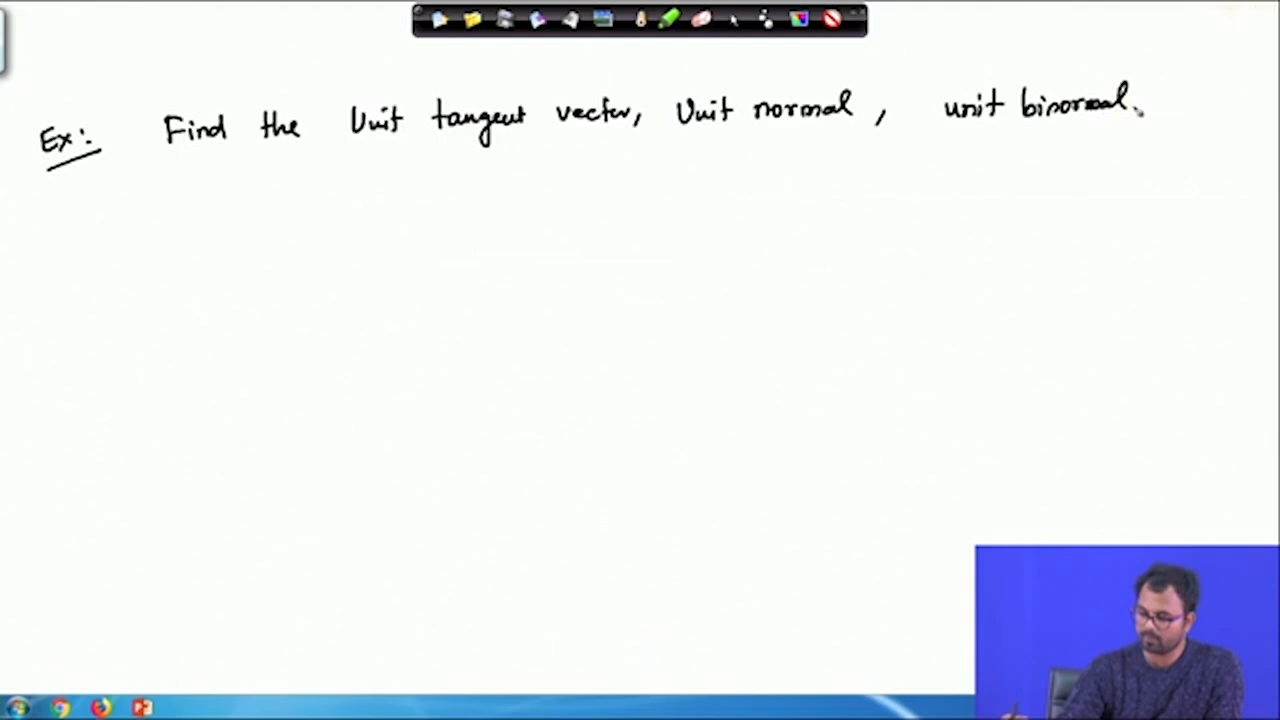 Ex: Find the Unit tangent vector, Unit normal, unit binormal.